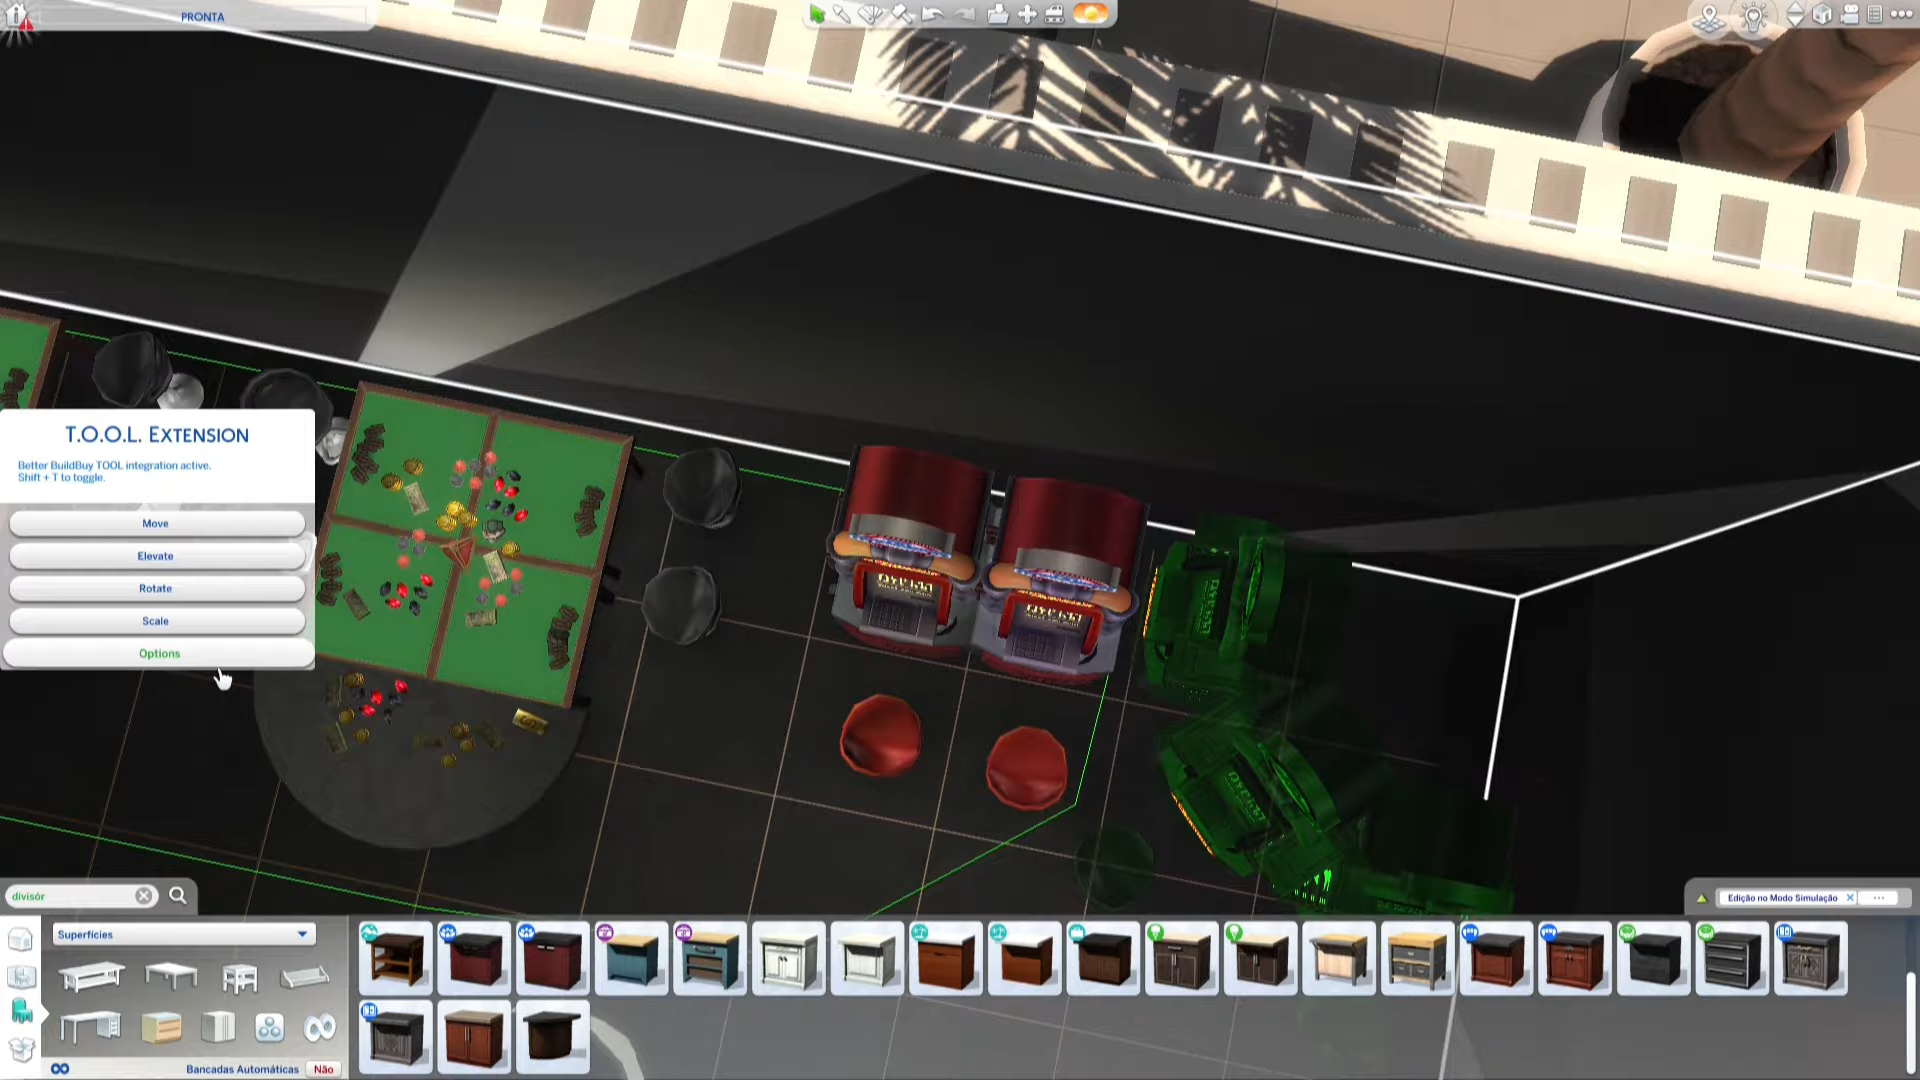 PRONTA
T.O.O.L. EXTENSION
Better BuildBuy TOOL integration active.
Shift + T to toggle.
Move
Elevate
Rotate
Scale
Options
divisór
Edição no Modo Simulação
Superfícies
Bancadas Automáticas
Não